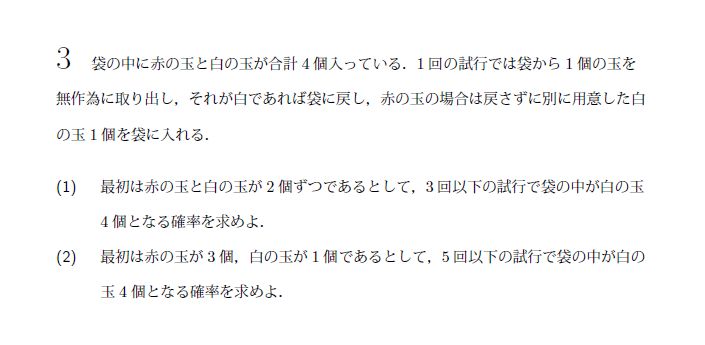 3 袋の中に赤の玉と白の玉が合計 4 個入っている．1 回の試行では袋から 1 個の玉を
無作為に取り出し，それが白であれば袋に戻し，赤の玉の場合は戻さずに別に用意した白
の玉 1 個を袋に入れる．
(1) 最初は赤の玉と白の玉が 2 個ずつであるとして，3 回以下の試行で袋の中が白の玉
4 個となる確率を求めよ．
(2) 最初は赤の玉が 3 個，白の玉が 1 個であるとして，5 回以下の試行で袋の中が白の
玉 4 個となる確率を求めよ．